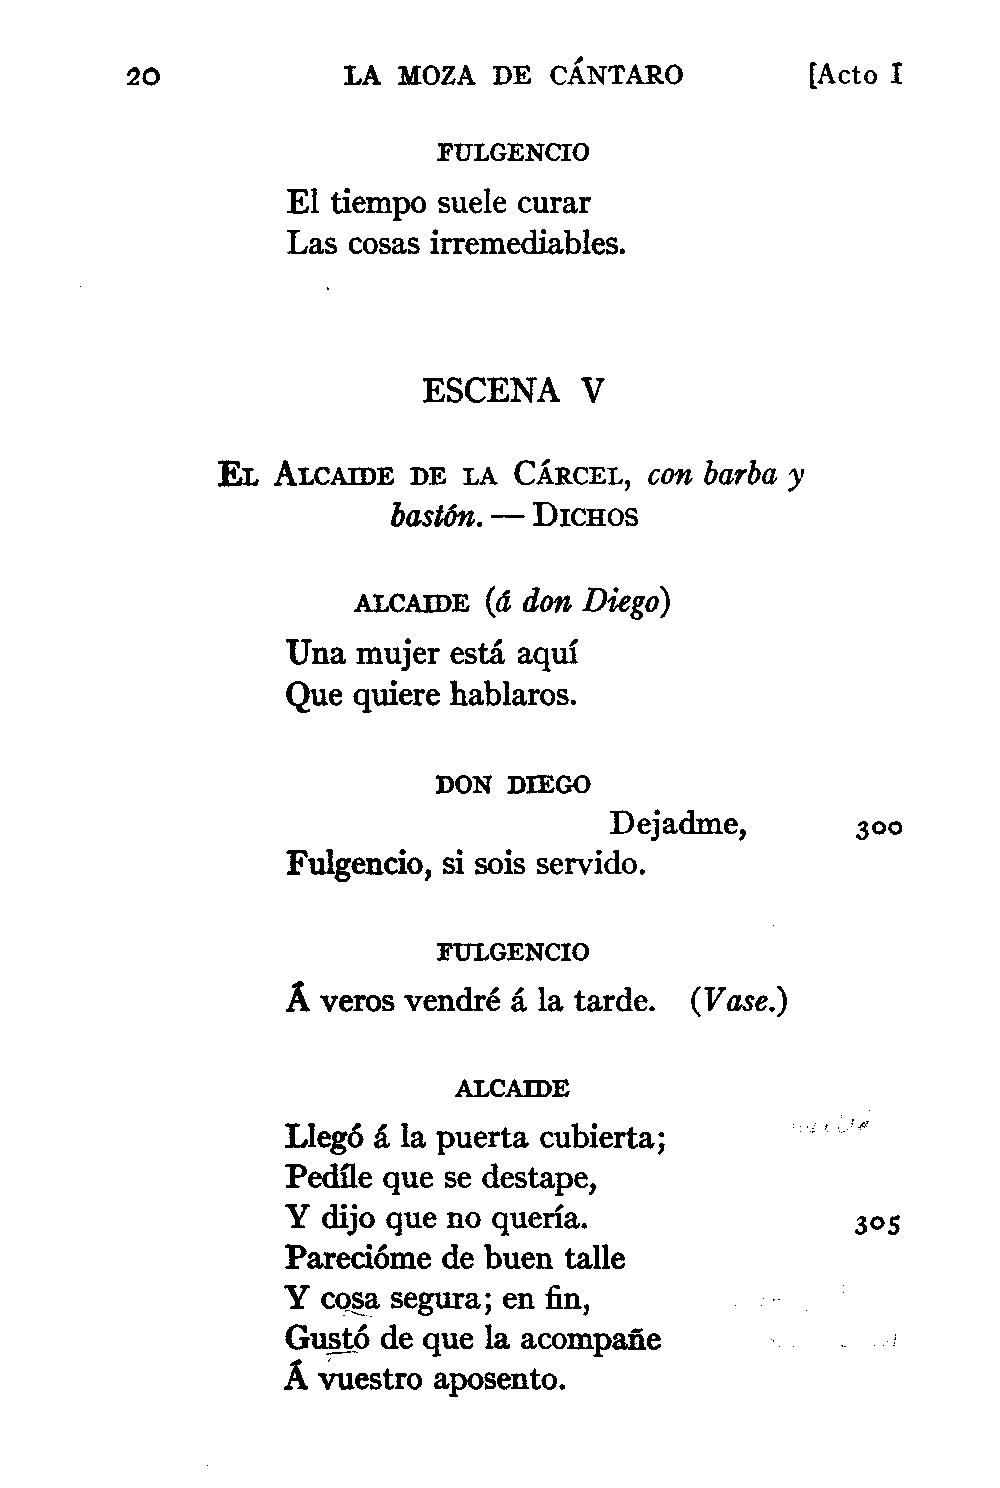 20 LA MOZA DE CÁNTARO [Acto I
FULGENCIO
El tiempo suele curar
Las cosas irremediables.
ESCENA V
EL ALCAIDE DE LA CÁRCEL, con barba y
bastón. — DICHOS
ALCAIDE (á don Diego)
Una mujer está aquí
Que quiere hablaros.
DON DIEGO
Dejadme, 300
Fulgencio, si sois servido.
FULGENCIO
Á veros vendré á la tarde. (Vase.)
ALCAIDE
Llegó á la puerta cubierta;
Pedíle que se destape,
Y dijo que no quería. 305
Parecióme de buen talle
Y cosa segura; en fin,
Gustó de que la acompañe
Á vuestro aposento.